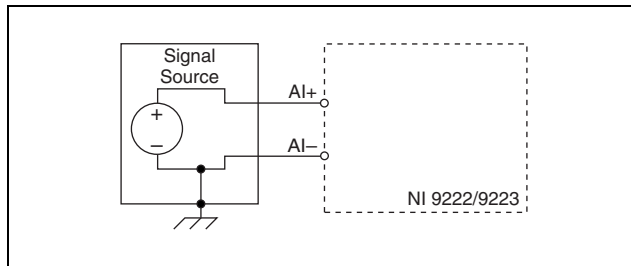 Signal
Source
AI+
+
–
AI–
NI 9222/9223